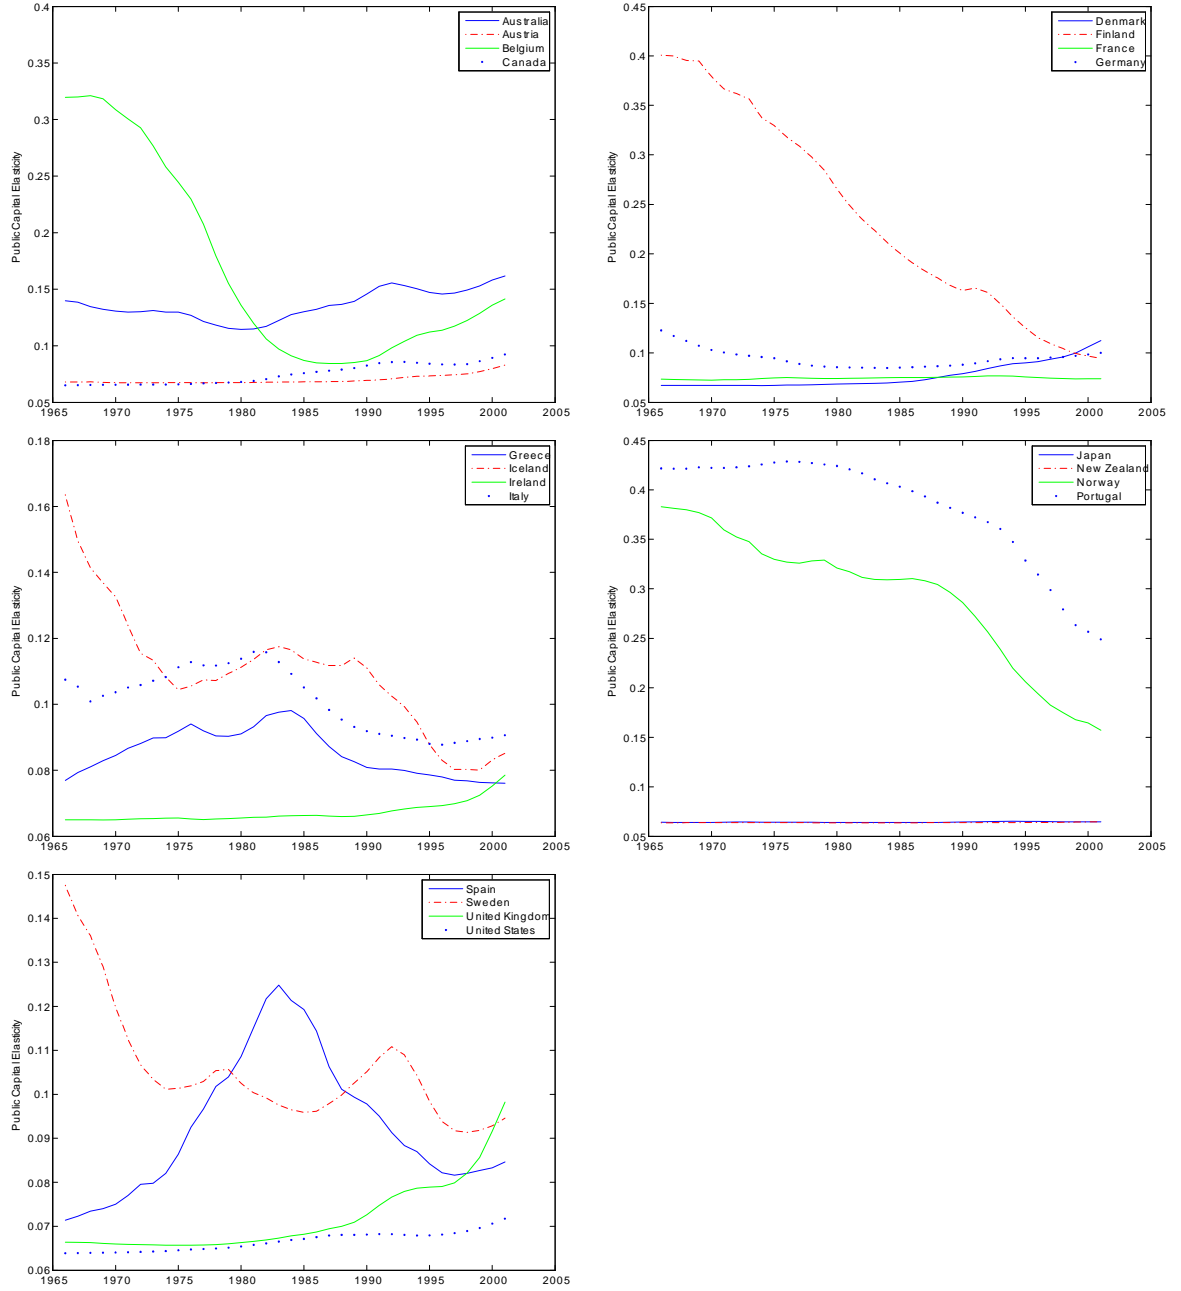 0.4
0.35
0.3
0.25
0.2
0.15
0.1
0.05
Public Capital Elasticity
1965 1970 1975 1980 1985 1990 1995 2000 2005
Australia
Austria
Belgium
Canada
0.45
0.4
0.35
0.3
0.25
0.2
0.15
0.1
0.05
Public Capital Elasticity
1965 1970 1975 1980 1985 1990 1995 2000 2005
Denmark
Finland
France
Germany
0.18
0.16
0.14
0.12
0.1
0.08
0.06
Public Capital Elasticity
1965 1970 1975 1980 1985 1990 1995 2000 2005
Greece
Iceland
Ireland
Italy
0.45
0.4
0.35
0.3
0.25
0.2
0.15
0.1
0.05
Public Capital Elasticity
1965 1970 1975 1980 1985 1990 1995 2000 2005
Japan
New Zealand
Norway
Portugal
0.15
0.14
0.13
0.12
0.11
0.1
0.09
0.08
0.07
0.06
Public Capital Elasticity
1965 1970 1975 1980 1985 1990 1995 2000 2005
Spain
Sweden
United Kingdom
United States